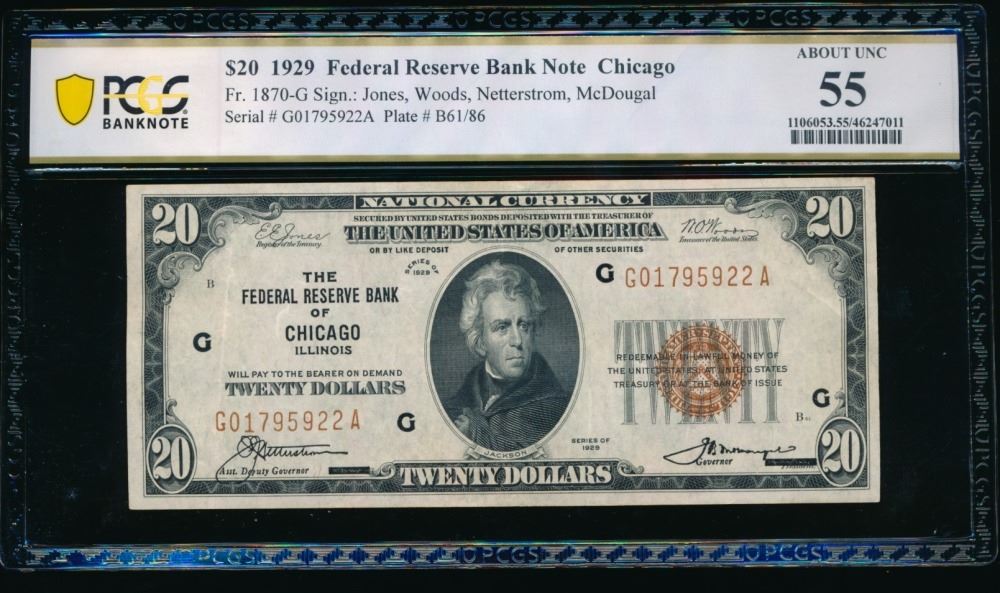 PCGS
BANKNOTE
$20 1929 Federal Reserve Bank Note Chicago
Fr. 1870-G Sign.: Jones, Woods, Netterstrom, McDougal
Serial # G01795922A Plate # B61/86
ABOUT UNC
55
1106053.55/46247011
NATIONAL CURRENCY
SECURED BY UNITED STATES BONDS DEPOSITED WITH THE TREASURER OF
THE UNITED STATES OF AMERICA
OR BY LIKE DEPOSIT OF OTHER SECURITIES
20
20
E.E. Jones
Register of the Treasury
W.O. Woods
Treasurer of the United States
SERIES OF
1929
B
THE
FEDERAL RESERVE BANK
OF
CHICAGO
ILLINOIS
G
G G01795922A
WILL PAY TO THE BEARER ON DEMAND
TWENTY DOLLARS
TWENTY
REDEEMABLE IN LAWFUL MONEY OF
THE UNITED STATES AT UNITED STATES
TREASURY OR AT THE BANK OF ISSUE
G01795922A
G
G
B
JACKSON
SERIES OF
1929
Asst. Deputy Governor
Governor
20
20
TWENTY DOLLARS
PCGS
PCGS
PCGS
PCGS